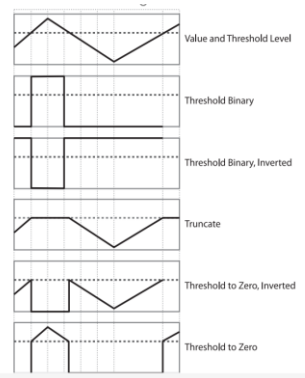 Value and Threshold Level
Threshold Binary
Threshold Binary, Inverted
Truncate
Threshold to Zero, Inverted
Threshold to Zero